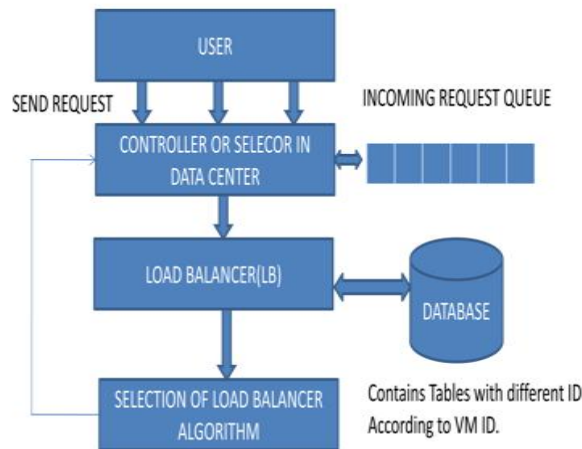 USER
SEND REQUEST
INCOMING REQUEST QUEUE
CONTROLLER OR SELECOR IN
DATA CENTER
LOAD BALANCER(LB)
DATABASE
SELECTION OF LOAD BALANCER
ALGORITHM
Contains Tables with different ID
According to VM ID.